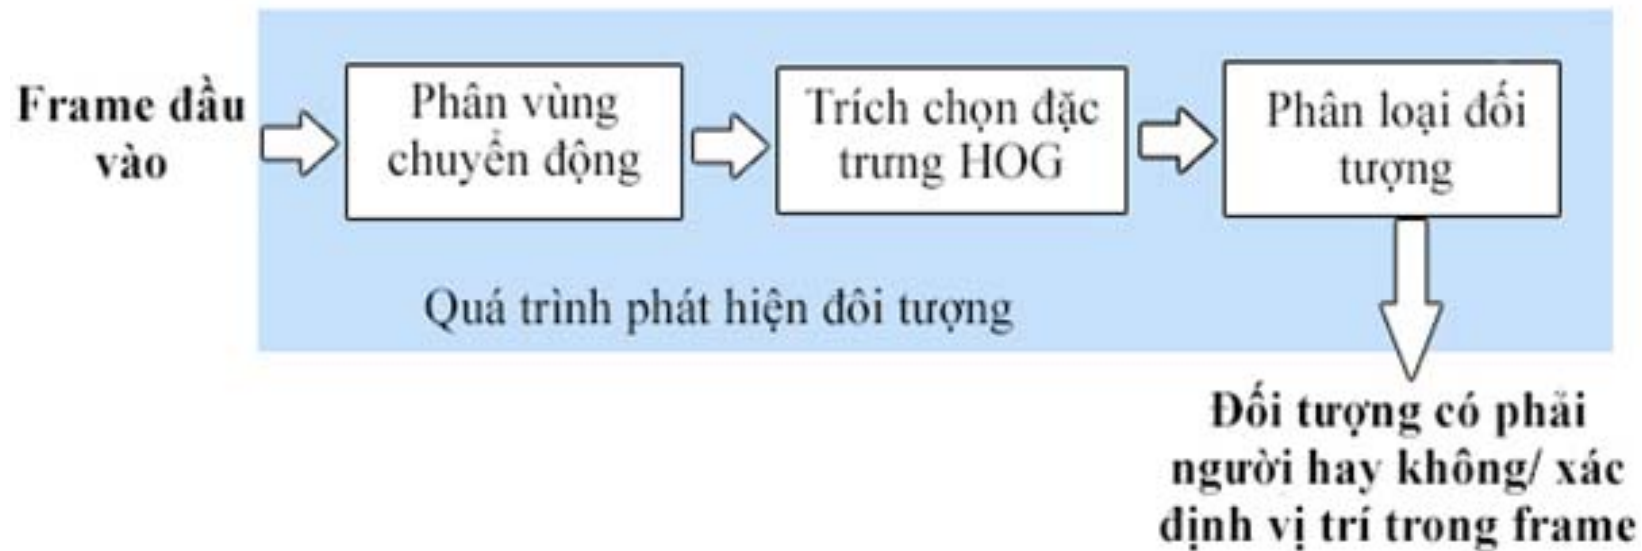 Frame đầu
vào
Phân vùng
chuyển động
Trích chọn đặc
trưng HOG
Phân loại đối
tượng
Quá trình phát hiện đôi tượng
Đối tượng có phải
người hay không/ xác
định vị trí trong frame